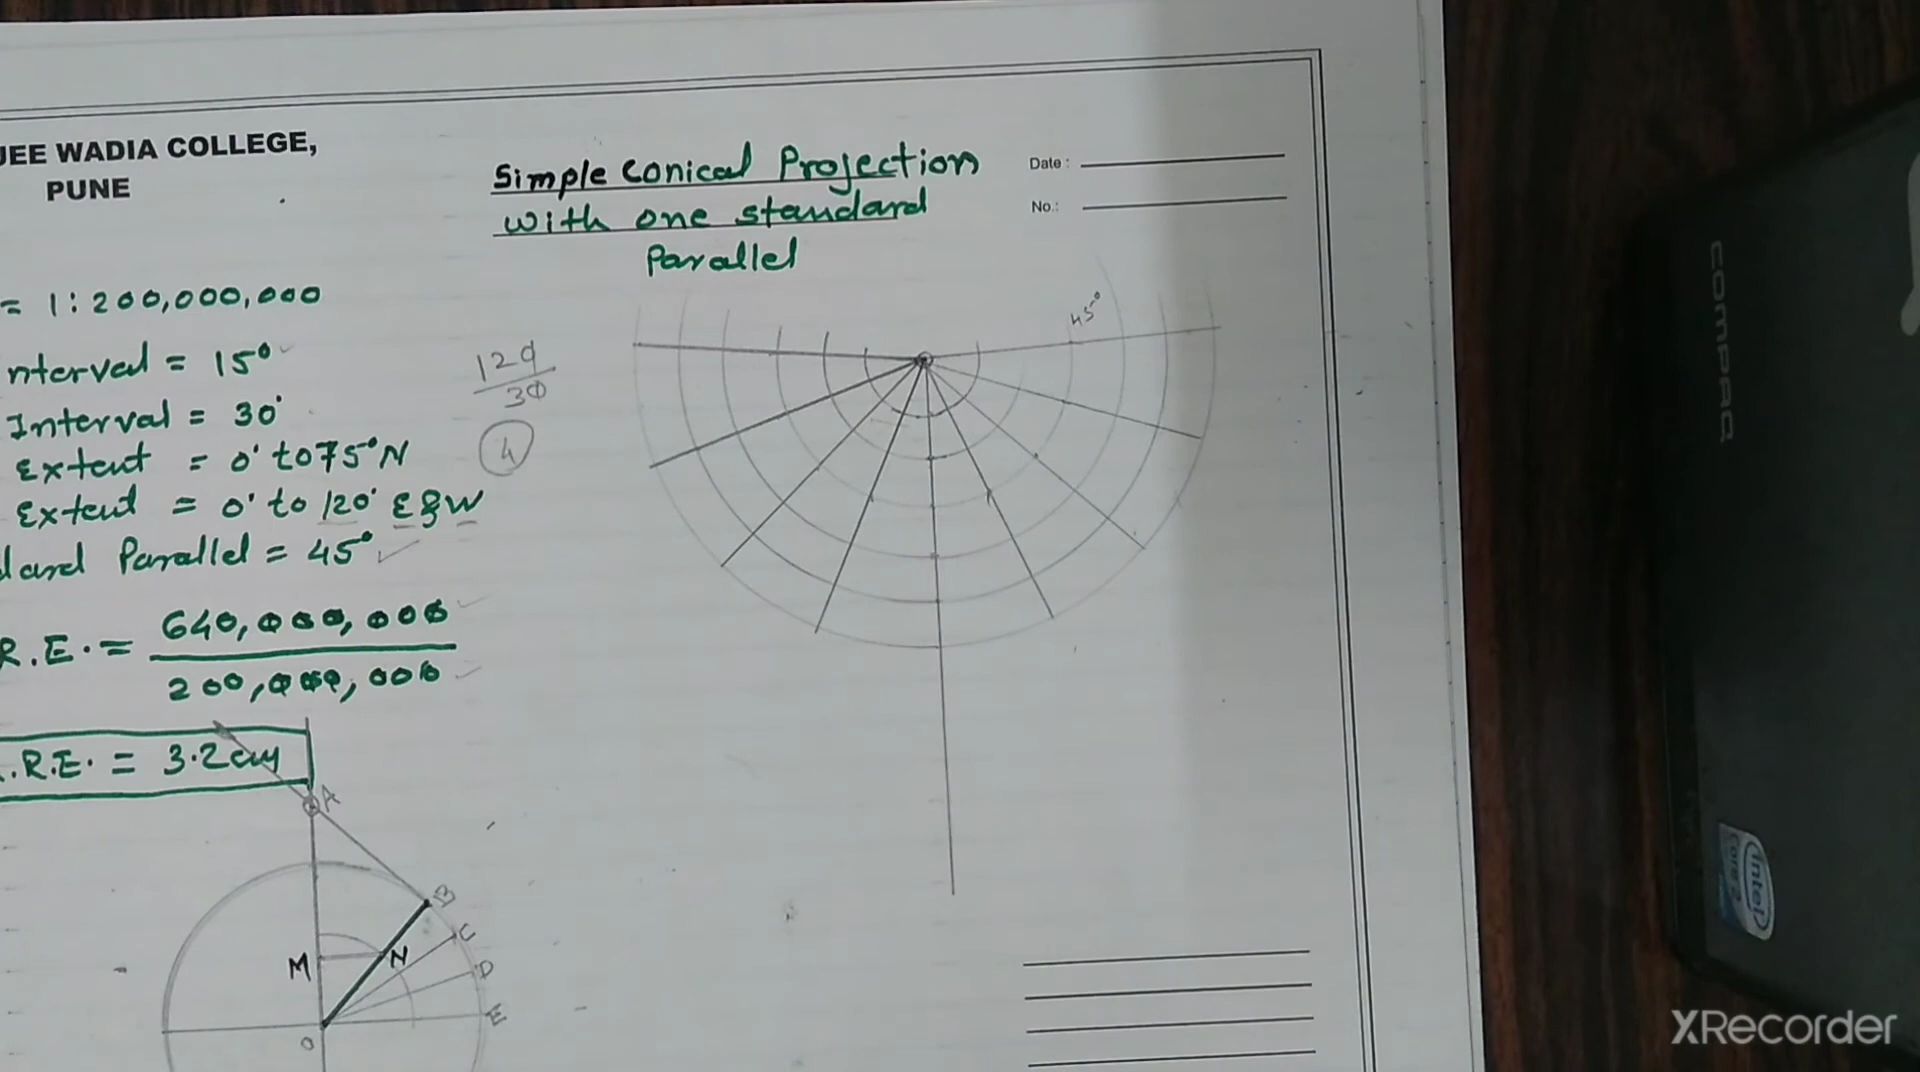 JEE WADIA COLLEGE,
PUNE
Simple Conical Projection
with one standard
Parallel
Date :
No.:
= 1: 200,000,000
nterval = 15°
Interval = 30°
Extent = 0° to 75° N
Extent = 0° to 120° E & W
dard Parallel = 45°
R.E. = 640,000,000
200,000,000
.R.E. = 3.2 cm
120
30
4
45°
A
B
C
D
E
M
N
O
COMPAQ
intel
Core 2
XRecorder